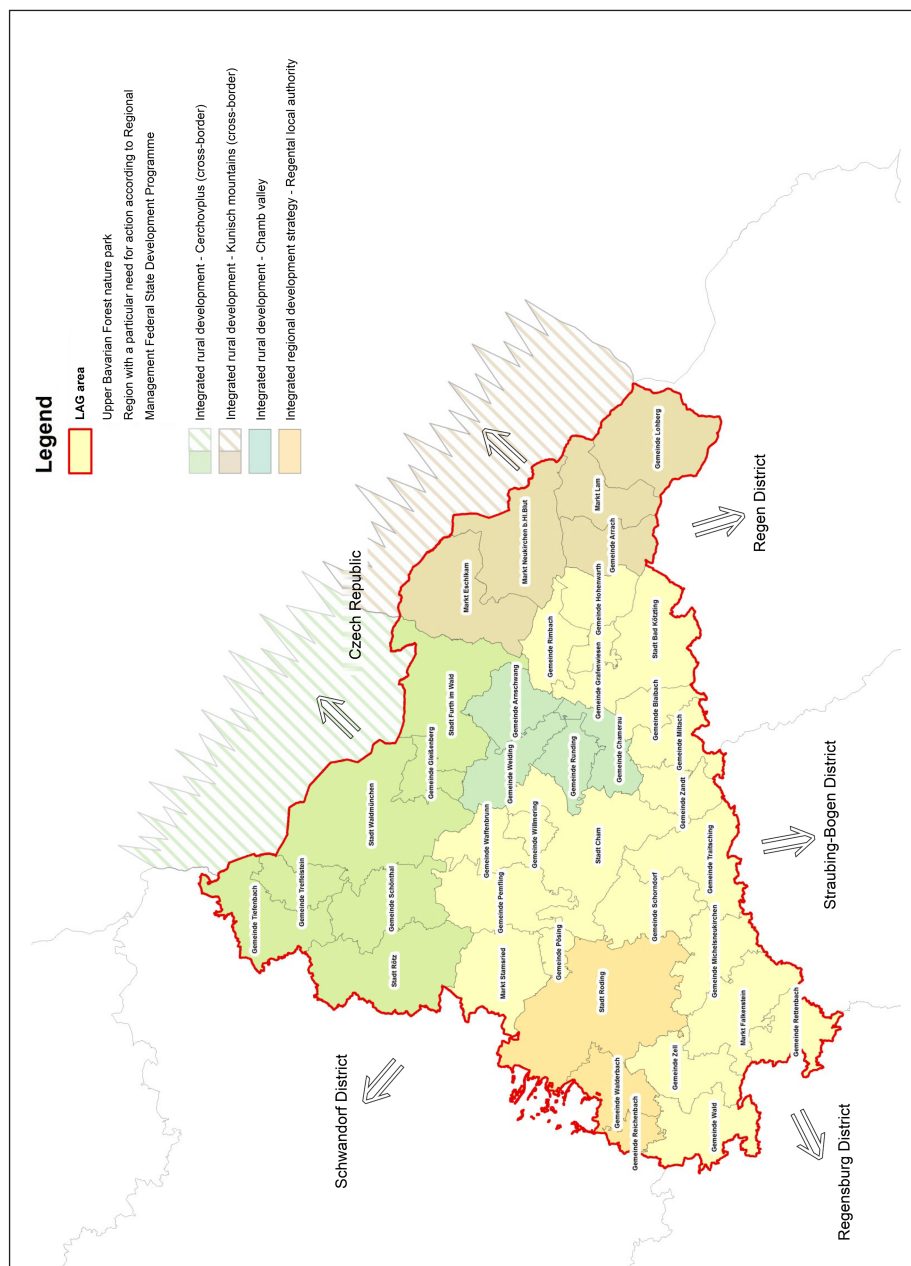 Legend
LAG area
Upper Bavarian Forest nature park
Region with a particular need for action according to Regional
Management Federal State Development Programme
Integrated rural development - Cerchovplus (cross-border)
Integrated rural development - Kunisch mountains (cross-border)
Integrated rural development - Chamb valley
Integrated regional development strategy - Regental local authority
Czech Republic
Schwandorf District
Regensburg District
Straubing-Bogen District
Regen District
Gemeinde Tiefenbach
Gemeinde Treffelstein
Stadt Waldmünchen
Gemeinde Schönthal
Stadt Rötz
Gemeinde Gleißenberg
Stadt Furth im Wald
Markt Eschlkam
Markt Neukirchen b.Hl.Blut
Markt Lam
Gemeinde Lohberg
Gemeinde Arrach
Gemeinde Hohenwarth
Gemeinde Rimbach
Gemeinde Grafenwiesen
Stadt Bad Kötzting
Gemeinde Arnschwang
Gemeinde Weiding
Gemeinde Runding
Gemeinde Chamerau
Gemeinde Blaibach
Gemeinde Miltach
Gemeinde Zandt
Gemeinde Waffenbrunn
Gemeinde Willmering
Stadt Cham
Gemeinde Pemfling
Markt Stamsried
Gemeinde Pösing
Gemeinde Schorndorf
Gemeinde Traitsching
Gemeinde Michelsneukirchen
Stadt Roding
Gemeinde Walderbach
Gemeinde Reichenbach
Gemeinde Zell
Gemeinde Wald
Markt Falkenstein
Gemeinde Rettenbach